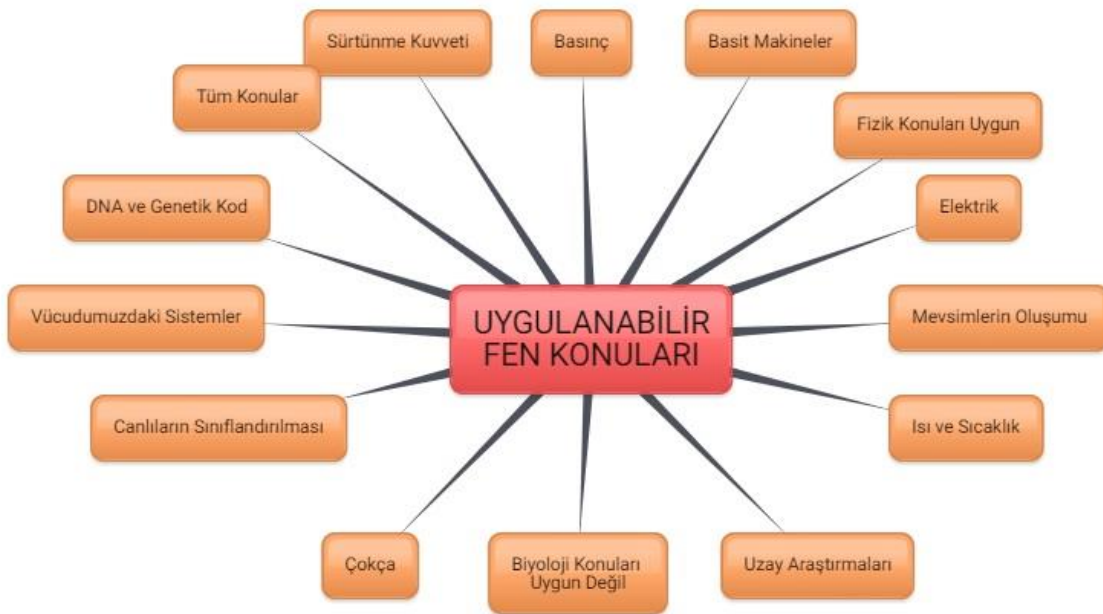 Sürtünme Kuvveti
Basınç
Basit Makineler
Tüm Konular
Fizik Konuları Uygun
DNA ve Genetik Kod
Elektrik
Vücudumuzdaki Sistemler
UYGULANABİLİR
FEN KONULARI
Mevsimlerin Oluşumu
Canlıların Sınıflandırılması
Isı ve Sıcaklık
Çokça
Biyoloji Konuları
Uygun Değil
Uzay Araştırmaları